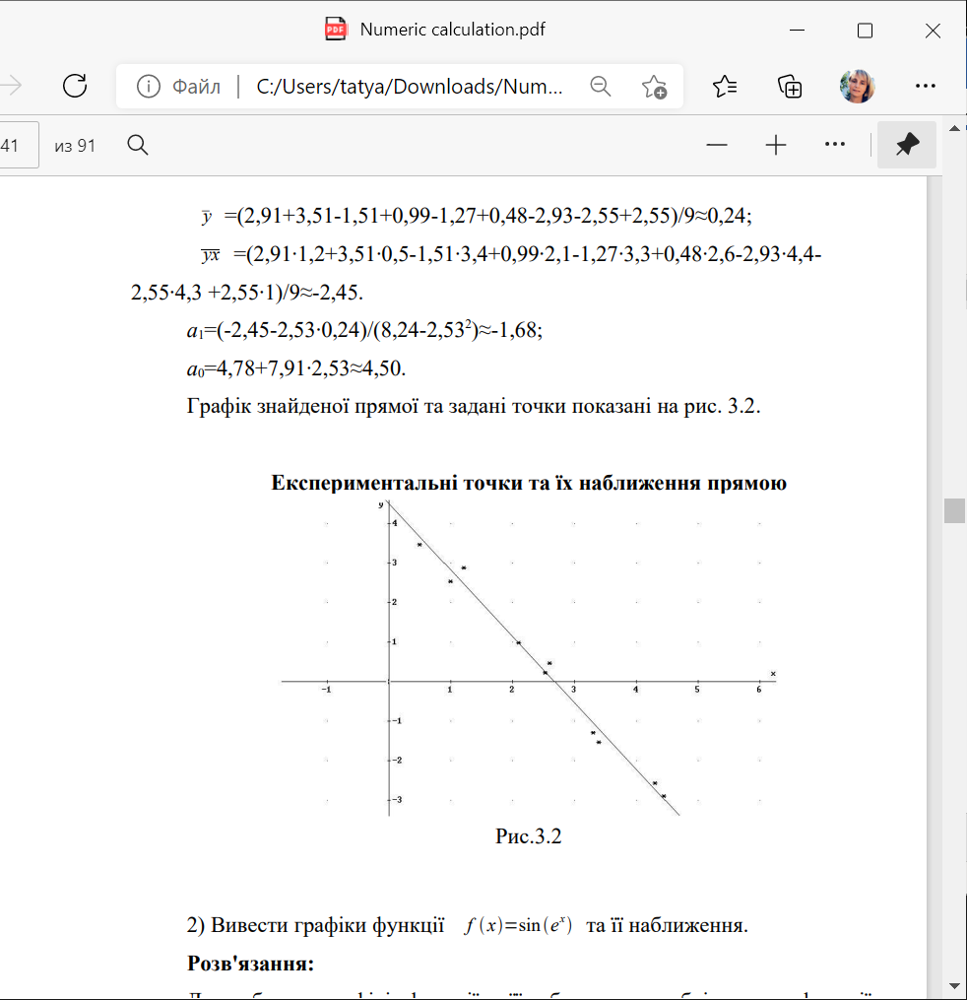 PDF Numeric calculation.pdf
Файл C:/Users/tatya/Downloads/Num...
41 из 91
y̅ =(2,91+3,51-1,51+0,99-1,27+0,48-2,93-2,55+2,55)/9≈0,24;
y̅x̅ =(2,91·1,2+3,51·0,5-1,51·3,4+0,99·2,1-1,27·3,3+0,48·2,6-2,93·4,4-
2,55·4,3 +2,55·1)/9≈-2,45.
a₁=(-2,45-2,53·0,24)/(8,24-2,53²)≈-1,68;
a₀=4,78+7,91·2,53≈4,50.
Графік знайденої прямої та задані точки показані на рис. 3.2.
Експериментальні точки та їх наближення прямою
y
4
3
2
1
x
-1 1 2 3 4 5 6
-1
-2
-3
Рис.3.2
2) Вивести графіки функції f(x)=sin(eˣ) та її наближення.
Розв'язання: